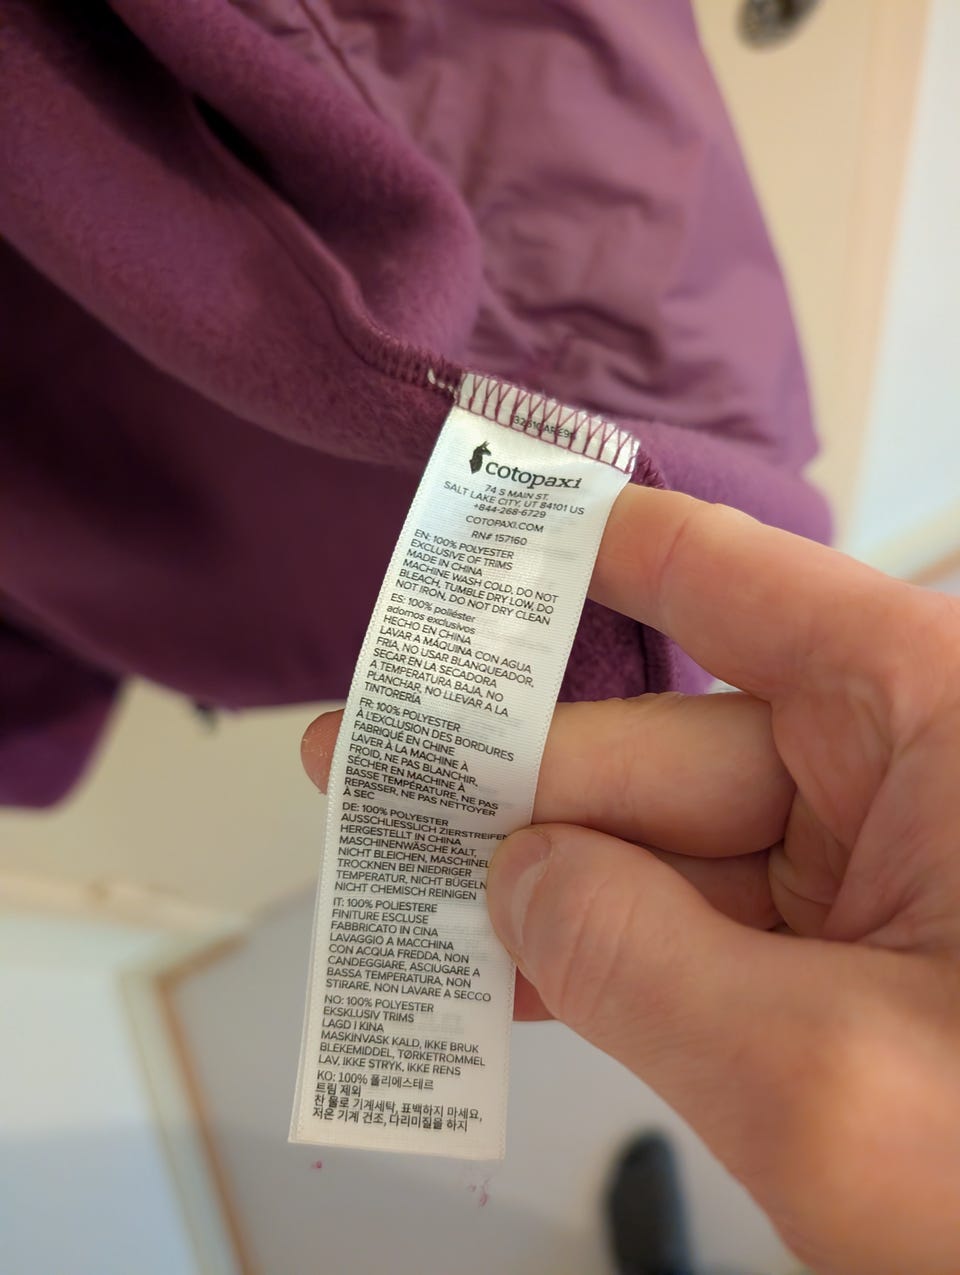 cotopaxi
74 S MAIN ST.
SALT LAKE CITY, UT 84101 US
+844-268-6729
COTOPAXI.COM
RN# 157160
EN: 100% POLYESTER
EXCLUSIVE OF TRIMS
MADE IN CHINA
MACHINE WASH COLD, DO NOT
BLEACH, TUMBLE DRY LOW, DO
NOT IRON, DO NOT DRY CLEAN
ES: 100% poliéster
adornos exclusivos
HECHO EN CHINA
LAVAR A MÁQUINA CON AGUA
FRIA, NO USAR BLANQUEADOR,
SECAR EN LA SECADORA
A TEMPERATURA BAJA, NO
PLANCHAR, NO LLEVAR A LA
TINTORERÍA
FR: 100% POLYESTER
À L'EXCLUSION DES BORDURES
FABRIQUÉ EN CHINE
LAVER À LA MACHINE À
FROID, NE PAS BLANCHIR,
SÉCHER EN MACHINE À
BASSE TEMPÉRATURE, NE PAS
REPASSER, NE PAS NETTOYER
À SEC
DE: 100% POLYESTER
AUSSCHLIESSLICH ZIERSTREIFEN
HERGESTELLT IN CHINA
MASCHINENWÄSCHE KALT,
NICHT BLEICHEN, MASCHINEL
TROCKNEN BEI NIEDRIGER
TEMPERATUR, NICHT BÜGELN
NICHT CHEMISCH REINIGEN
IT: 100% POLIESTERE
FINITURE ESCLUSE
FABBRICATO IN CINA
LAVAGGIO A MACCHINA
CON ACQUA FREDDA, NON
CANDEGGIARE, ASCIUGARE A
BASSA TEMPERATURA, NON
STIRARE, NON LAVARE A SECCO
NO: 100% POLYESTER
EKSKLUSIV TRIMS
LAGD I KINA
MASKINVASK KALD, IKKE BRUK
BLEKEMIDDEL, TØRKETROMMEL
LAV, IKKE STRYK, IKKE RENS
KO: 100% 폴리에스테르
트림 제외
찬 물로 기계세탁, 표백하지 마세요,
저온 기계 건조, 다리미질을 하지